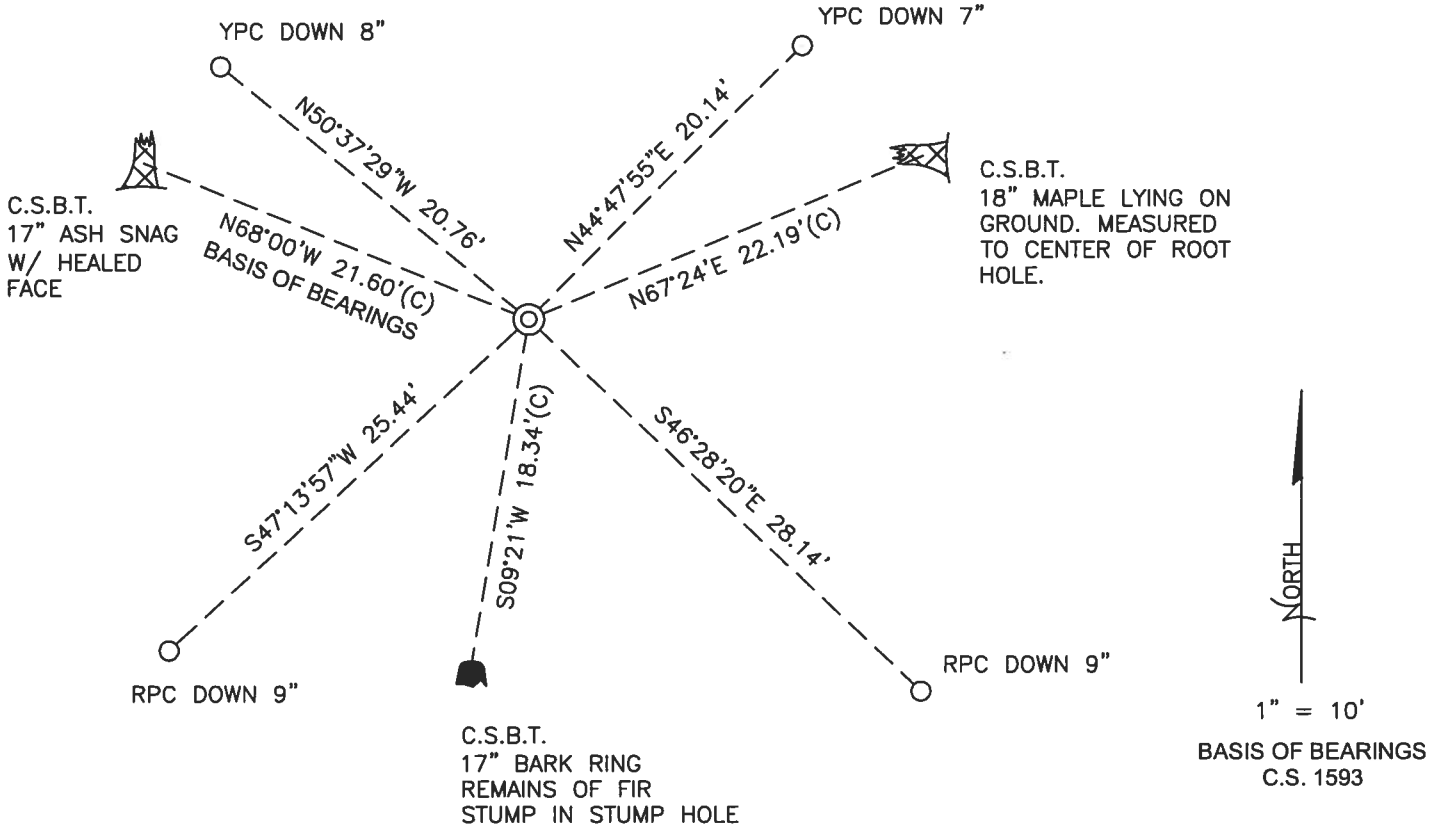 YPC DOWN 8"
YPC DOWN 7"
N50°37'29"W 20.76'
N44°47'55"E 20.14'
C.S.B.T.
17" ASH SNAG
W/ HEALED
FACE
N68°00'W 21.60'(C)
BASIS OF BEARINGS
N67°24'E 22.19'(C)
C.S.B.T.
18" MAPLE LYING ON
GROUND. MEASURED
TO CENTER OF ROOT
HOLE.
S47°13'57"W 25.44'
S09°21'W 18.34'(C)
S46°28'20"E 28.14'
RPC DOWN 9"
RPC DOWN 9"
C.S.B.T.
17" BARK RING
REMAINS OF FIR
STUMP IN STUMP HOLE
NORTH
1" = 10'
BASIS OF BEARINGS
C.S. 1593